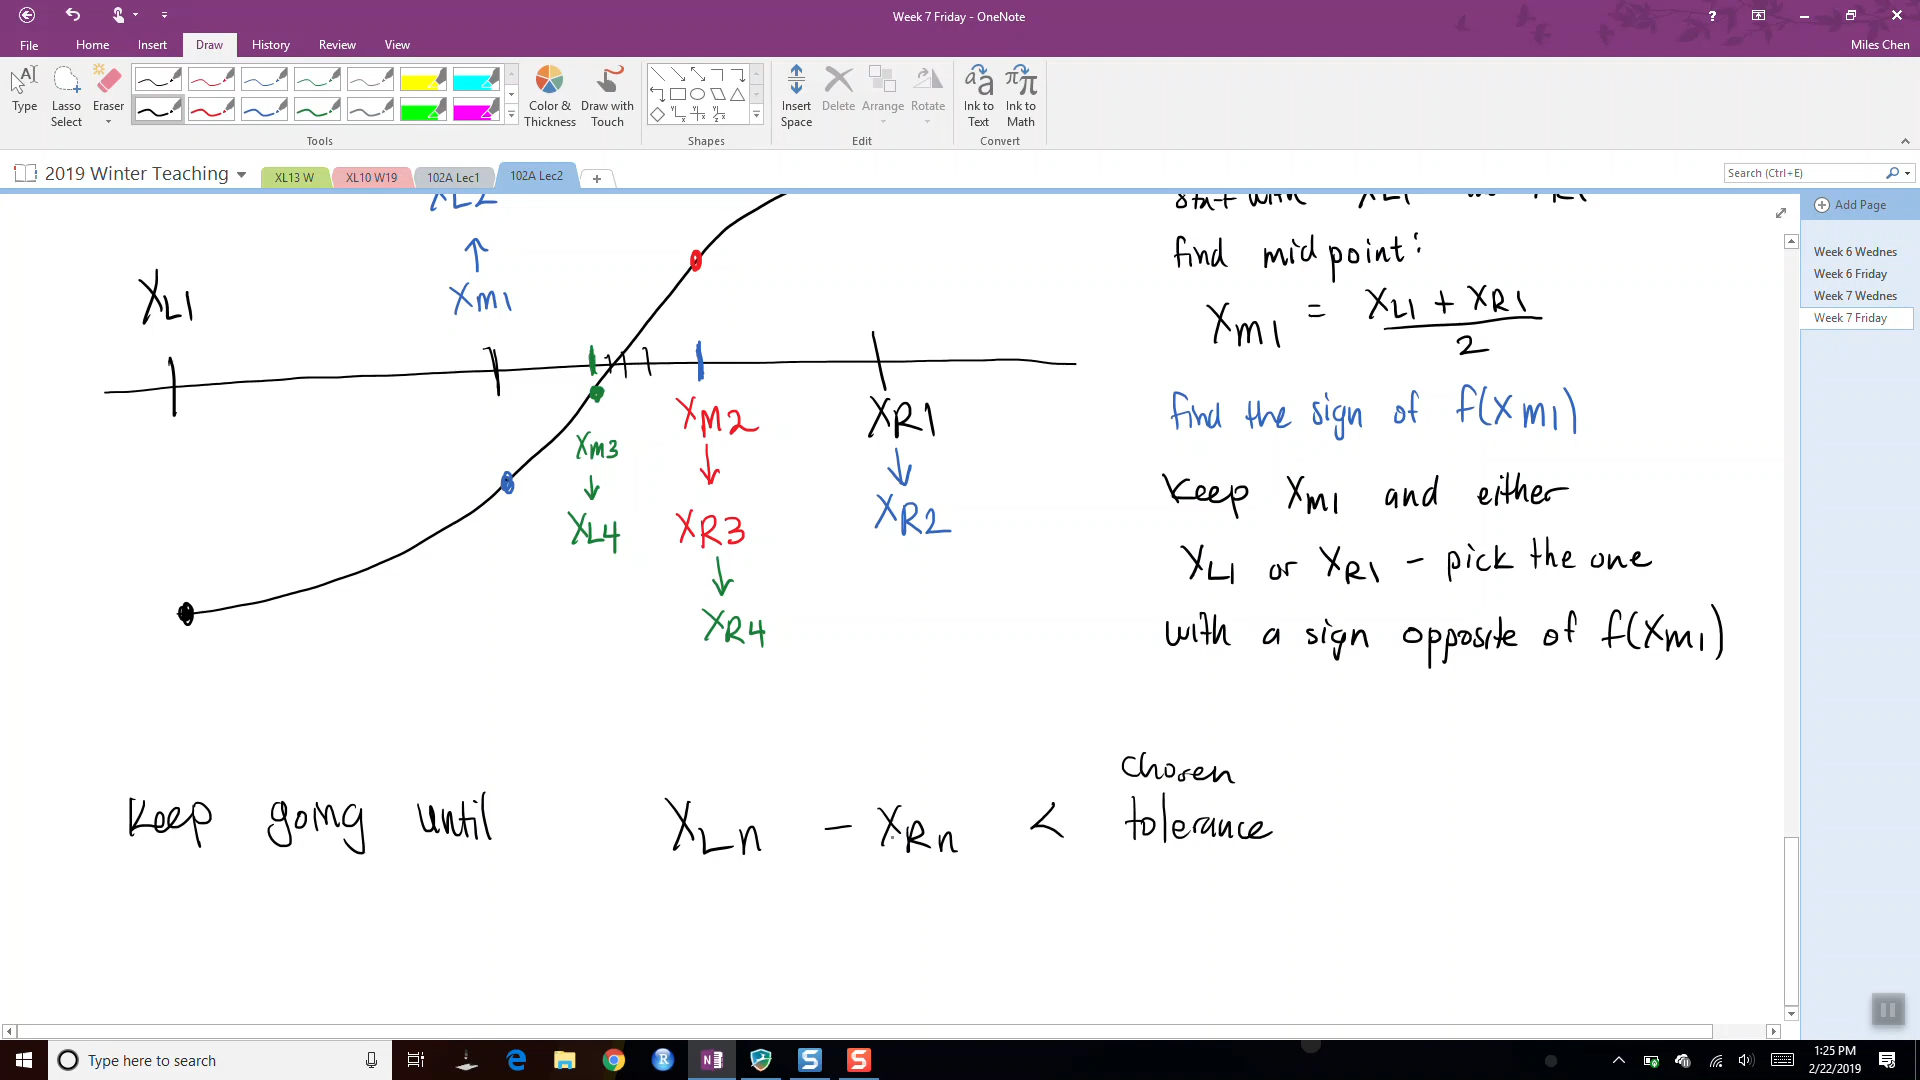 Week 7 Friday - OneNote
File Home Insert Draw History Review View
Miles Chen
Type Lasso Select Eraser
Color & Thickness Draw with Touch
Insert Space Delete Arrange Rotate
Ink to Text Ink to Math
Tools Shapes Edit Convert
2019 Winter Teaching XL13 W XL10 W19 102A Lec1 102A Lec2
Search (Ctrl+E)
Add Page
Week 6 Wednes
Week 6 Friday
Week 7 Wednes
Week 7 Friday
XL2
↑
Xm1
XL1
XM2
↓
XR3
↓
XR4
Xm3
↓
XL4
XR1
↓
XR2
start with XL1 XR1
find midpoint:
Xm1 = XL1 + XR1
2
find the sign of f(Xm1)
Keep Xm1 and either
XL1 or XR1 - pick the one
with a sign opposite of f(Xm1)
Keep going until XLn - XRn < chosen
tolerance
Type here to search
1:25 PM
2/22/2019